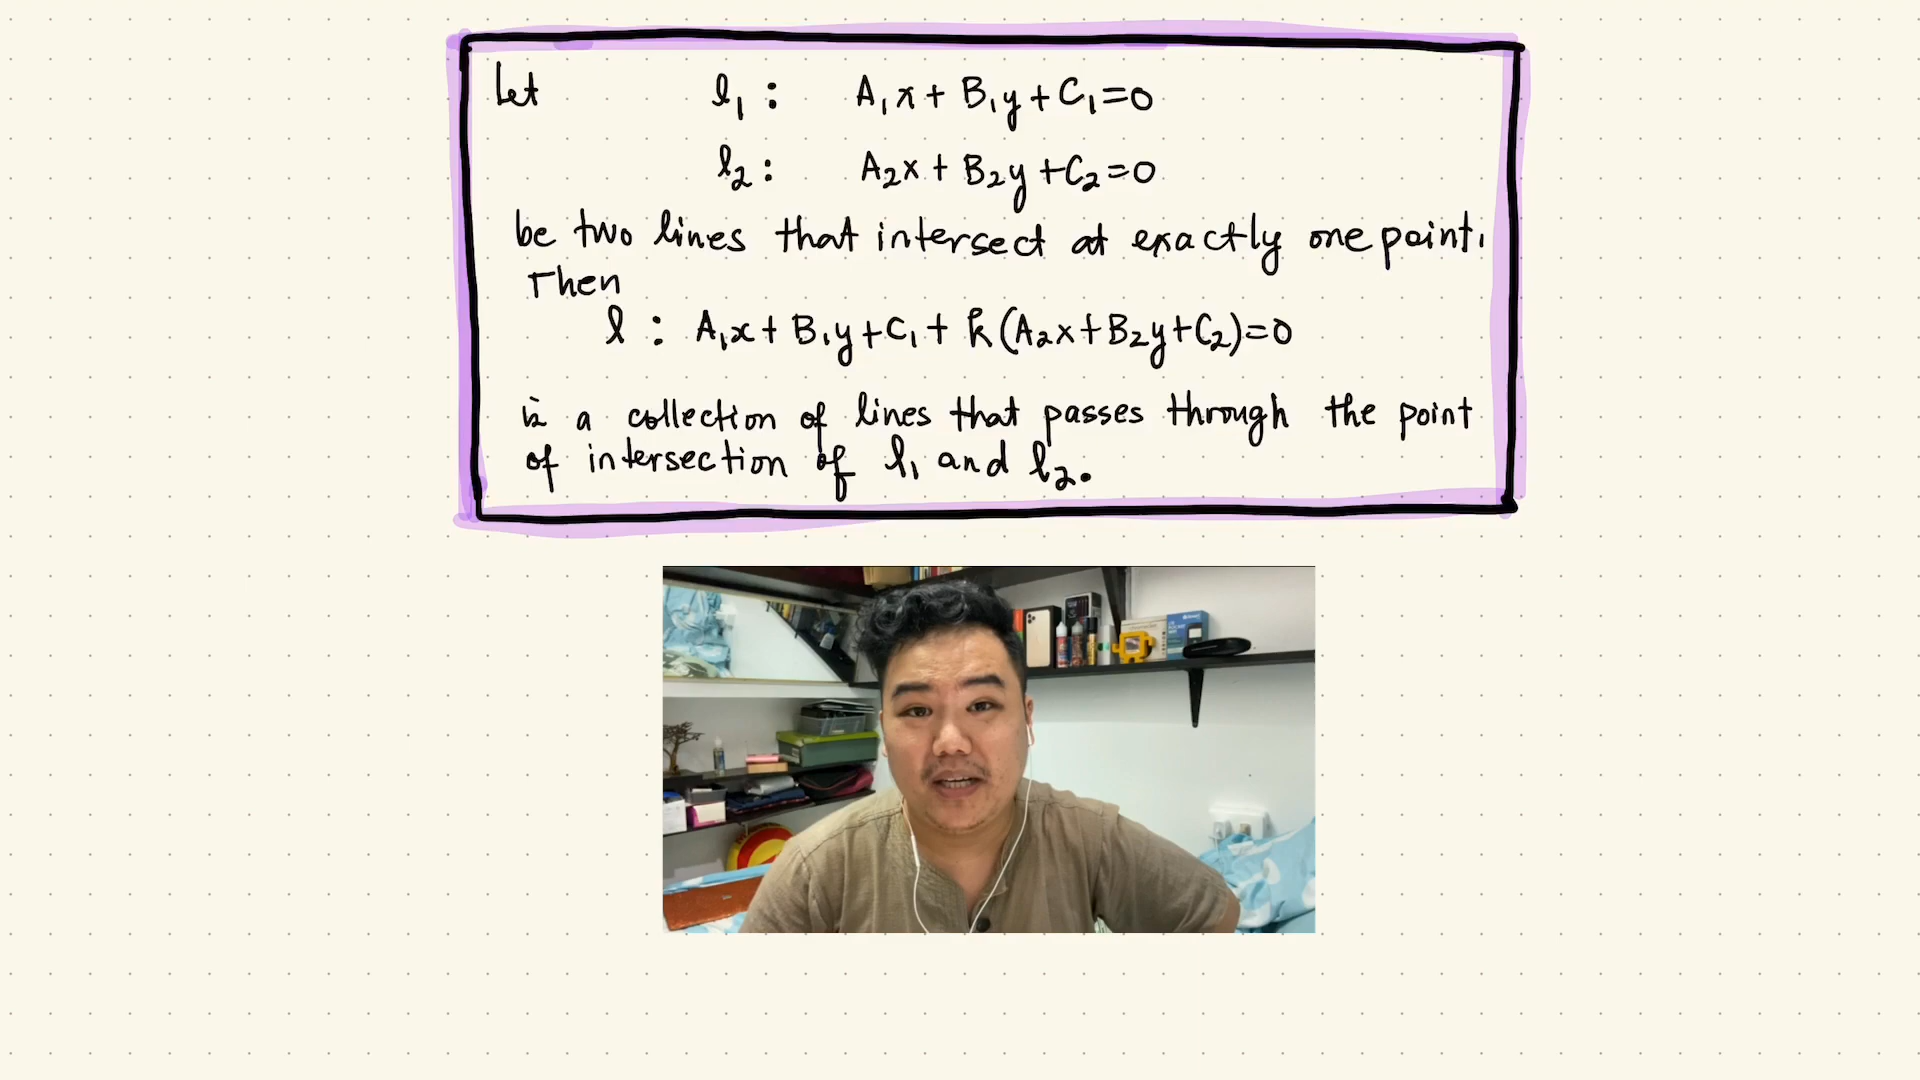 Let l₁ : A₁x + B₁y + C₁ = 0
l₂ : A₂x + B₂y + C₂ = 0
be two lines that intersect at exactly one point.
Then
l : A₁x + B₁y + C₁ + k(A₂x + B₂y + C₂) = 0
is a collection of lines that passes through the point
of intersection of l₁ and l₂.